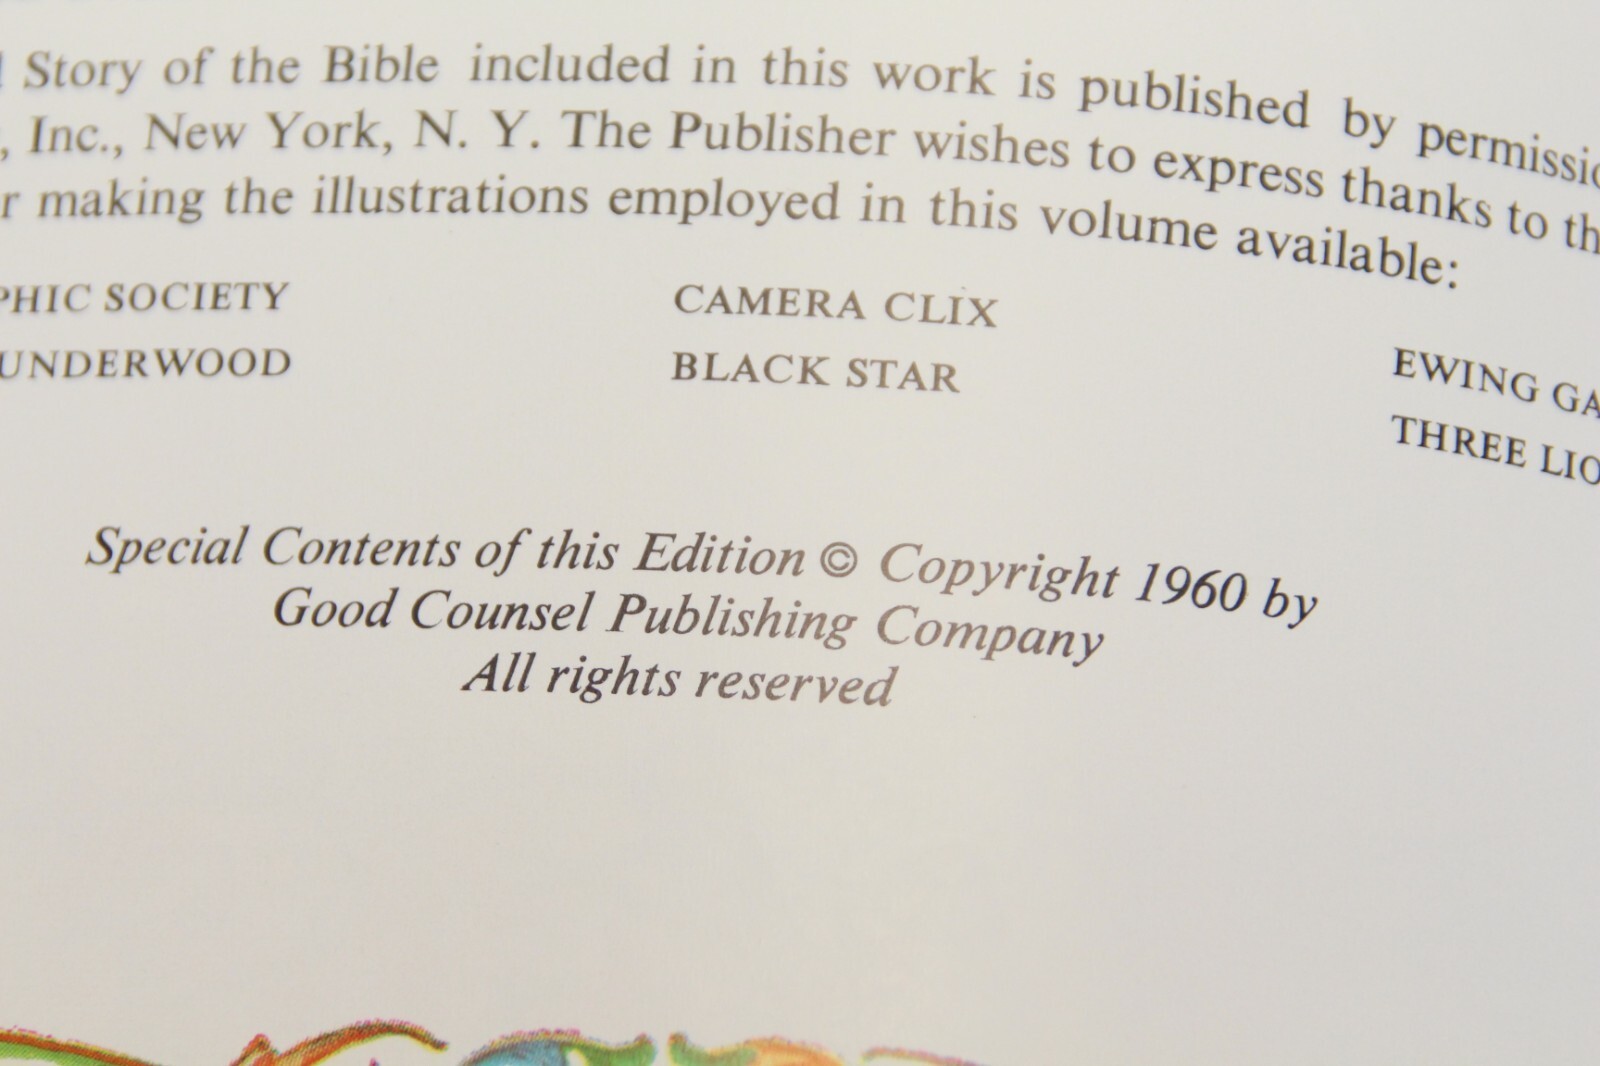 Story of the Bible included in this work is published by
, Inc., New York, N. Y. The Publisher wishes to express thanks to
making the illustrations employed in this volume available:
SOCIETY CAMERA CLIX
UNDERWOOD BLACK STAR EWING
THREE
Special Contents of this Edition © Copyright 1960 by
Good Counsel Publishing Company
All rights reserved